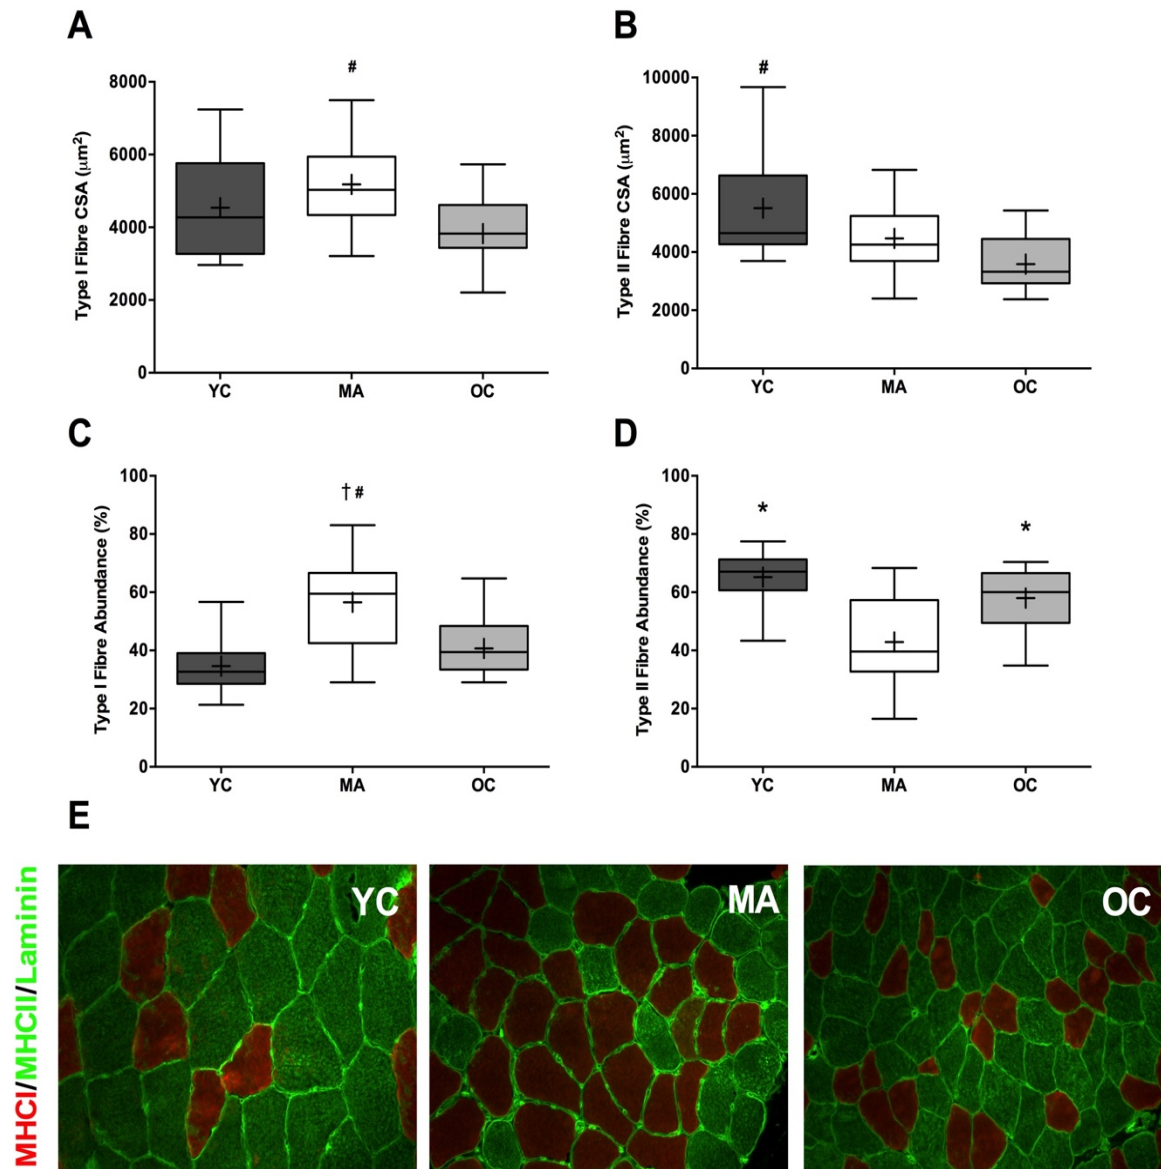 A
Type I Fibre CSA (μm²)
8000
6000
4000
2000
0
#
YC
MA
OC
B
Type II Fibre CSA (μm²)
10000
8000
6000
4000
2000
0
#
YC
MA
OC
C
Type I Fibre Abundance (%)
100
80
60
40
20
0
† #
YC
MA
OC
D
Type II Fibre Abundance (%)
100
80
60
40
20
0
*
*
YC
MA
OC
E
MHCI/MHCII/Laminin
YC
MA
OC